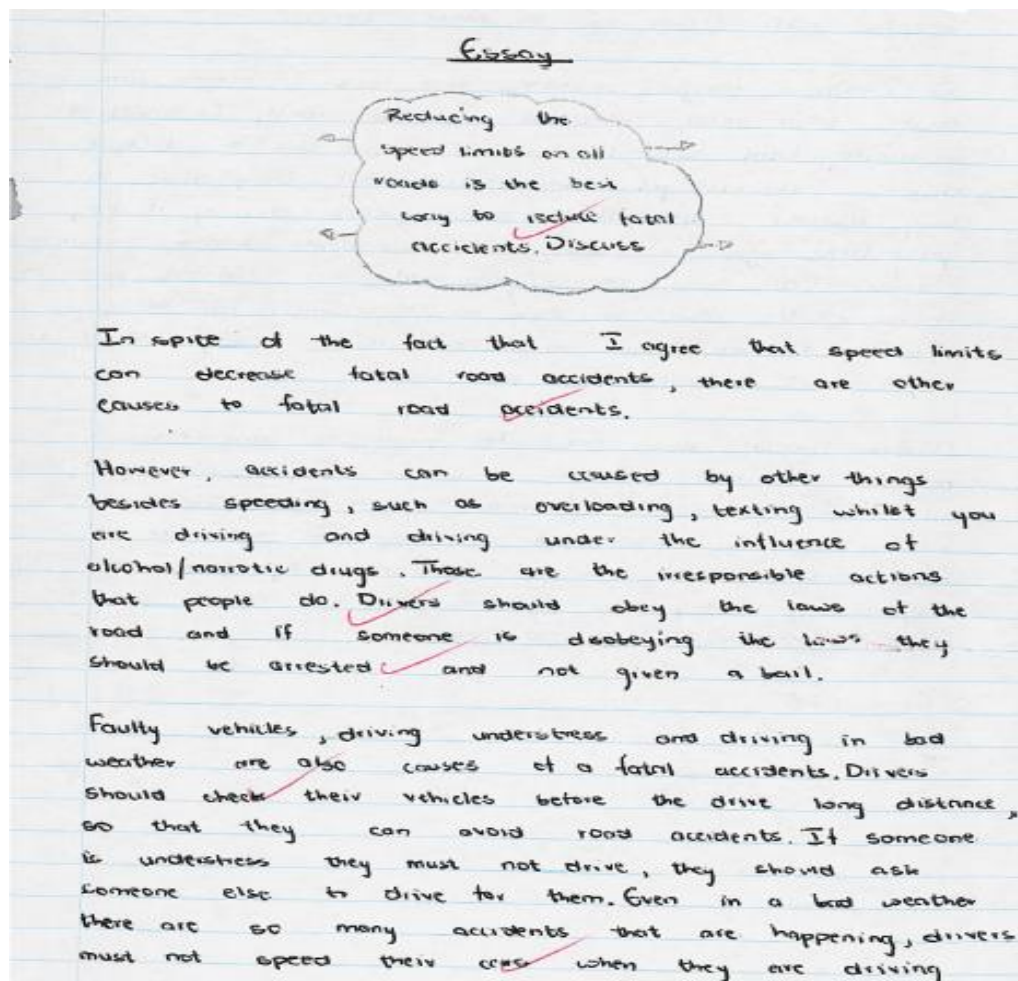 Essay
Reducing the
speed limits on all
roads is the best
way to fatal
accidents. Discuss
In spite of the fact that I agree that speed limits
can decrease fatal road accidents, there are other
causes to fatal road accidents.
However, accidents can be caused by other things
besides speeding, such as overloading, texting whilst you
are driving and driving under the influence of
alcohol/narcotic drugs. Those are the irresponsible actions
that people do. Drivers should obey the laws of the
road and if someone is disobeying the laws they
should be arrested and not given a bail.
Faulty vehicles, driving understress and driving in bad
weather are also causes of a fatal accidents. Drivers
should check their vehicles before the drive long distance,
so that they can avoid road accidents. If someone
is understress they must not drive, they should ask
someone else to drive for them. Even in a bad weather
there are so many accidents that are happening, drivers
must not speed their when they are driving